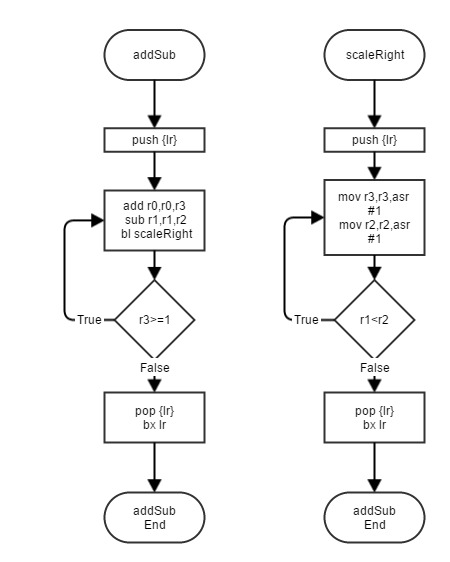 addSub
push {lr}
add r0,r0,r3
sub r1,r1,r2
bl scaleRight
True
r3>=1
False
pop {lr}
bx lr
addSub
End
scaleRight
push {lr}
mov r3,r3,asr
#1
mov r2,r2,asr
#1
True
r1<r2
False
pop {lr}
bx lr
addSub
End